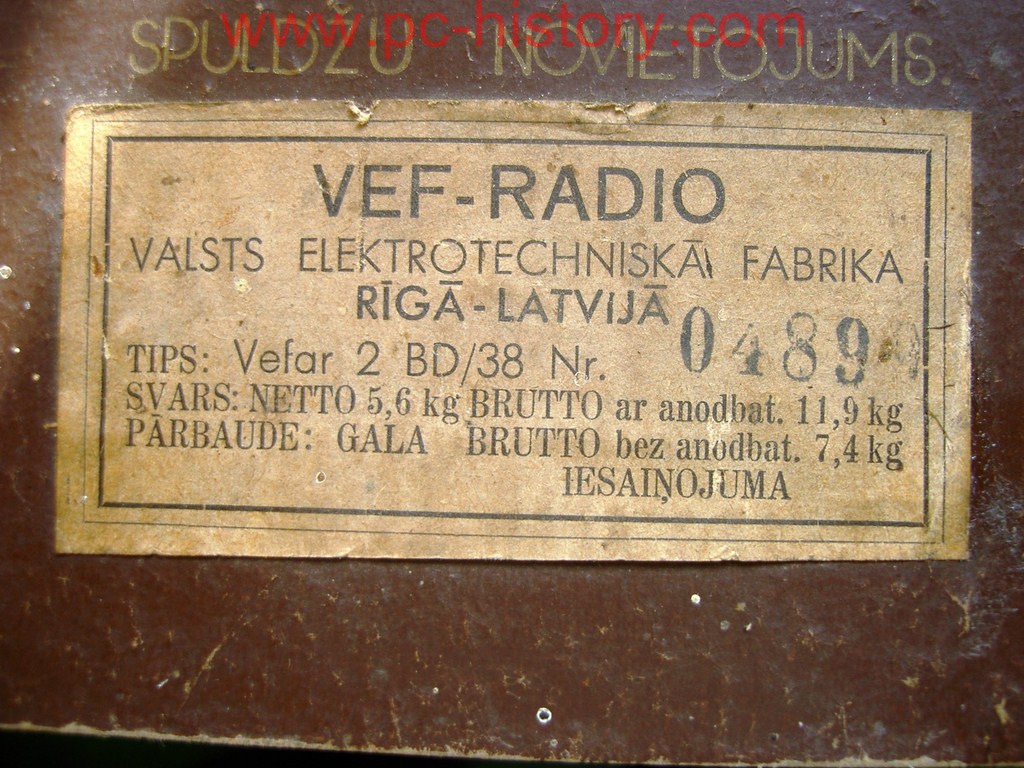 www.pc-history.com
SPULDŽU NOVIETOJUMS.
VEF-RADIO
VALSTS ELEKTROTECHNISKĀ FABRIKA
RĪGĀ-LATVIJĀ
TIPS: Vefar 2 BD/38 Nr. 0489
SVARS: NETTO 5,6 kg BRUTTO ar anodbat. 11,9 kg
PĀRBAUDE: GALA BRUTTO bez anodbat. 7,4 kg
IESAIŅOJUMA